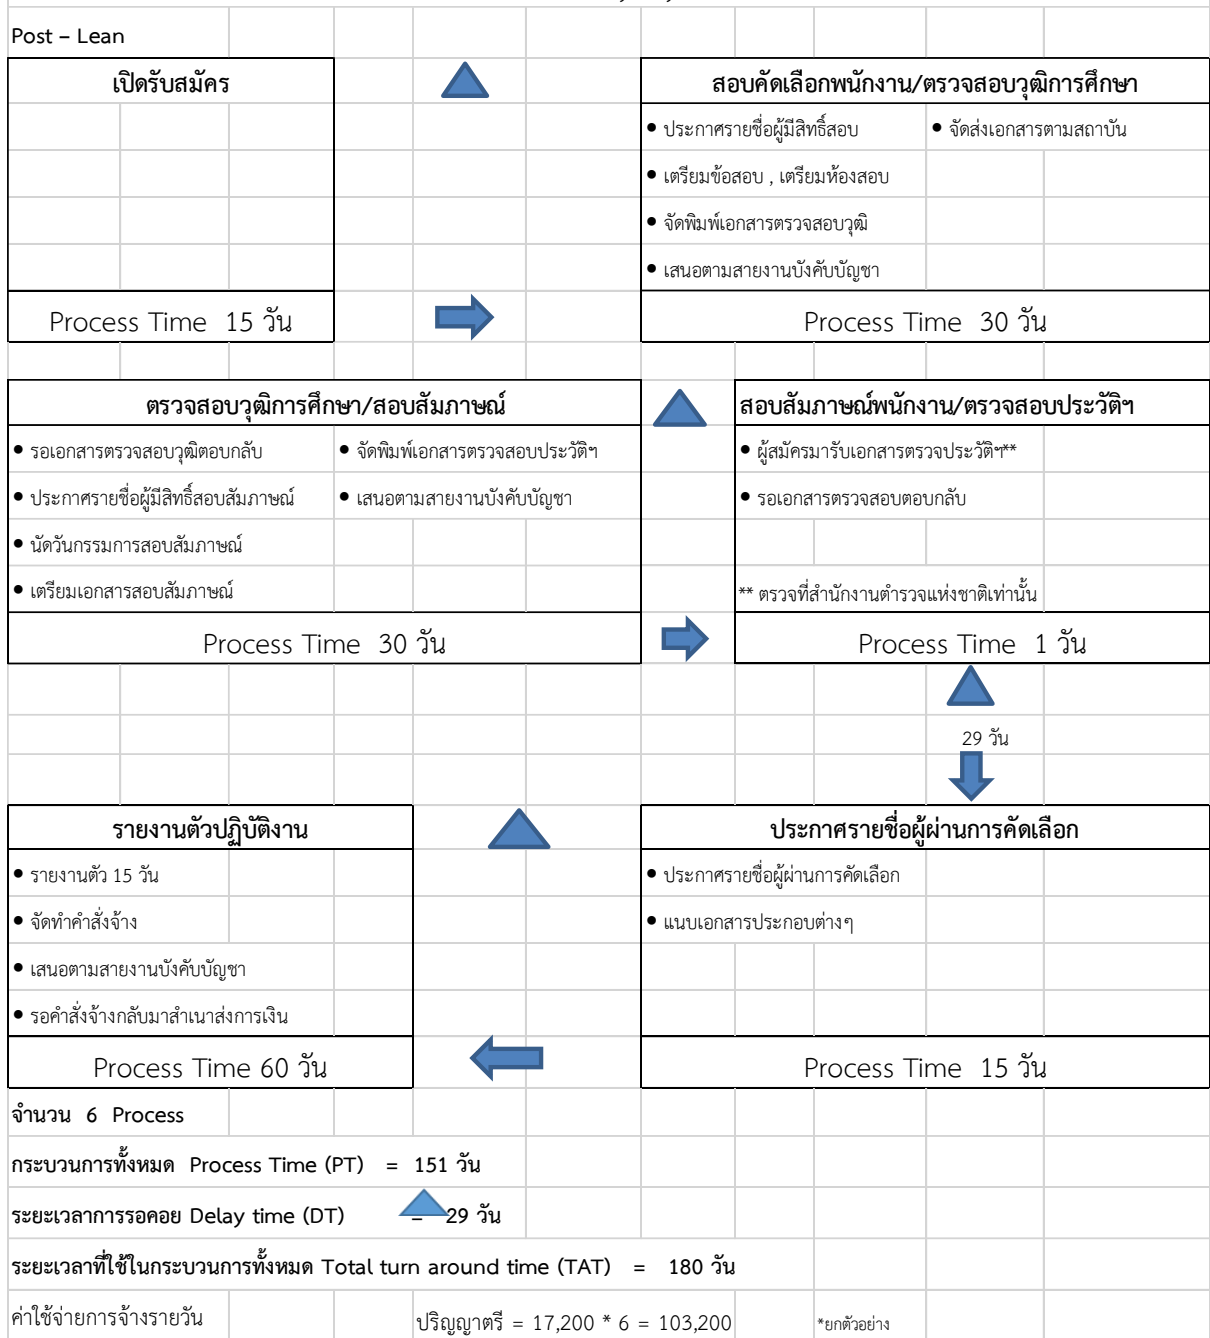 Post – Lean
เปิดรับสมัคร
Process Time 15 วัน
สอบคัดเลือกพนักงาน/ตรวจสอบวุฒิการศึกษา
• ประกาศรายชื่อผู้มีสิทธิ์สอบ
• จัดส่งเอกสารตามสถาบัน
• เตรียมข้อสอบ , เตรียมห้องสอบ
• จัดพิมพ์เอกสารตรวจสอบวุฒิ
• เสนอตามสายงานบังคับบัญชา
Process Time 30 วัน
ตรวจสอบวุฒิการศึกษา/สอบสัมภาษณ์
• รอเอกสารตรวจสอบวุฒิตอบกลับ
• จัดพิมพ์เอกสารตรวจสอบประวัติฯ
• ประกาศรายชื่อผู้มีสิทธิ์สอบสัมภาษณ์
• เสนอตามสายงานบังคับบัญชา
• นัดวันกรรมการสอบสัมภาษณ์
• เตรียมเอกสารสอบสัมภาษณ์
Process Time 30 วัน
สอบสัมภาษณ์พนักงาน/ตรวจสอบประวัติฯ
• ผู้สมัครมารับเอกสารตรวจประวัติฯ**
• รอเอกสารตรวจสอบตอบกลับ
** ตรวจที่สำนักงานตำรวจแห่งชาติเท่านั้น
Process Time 1 วัน
29 วัน
ประกาศรายชื่อผู้ผ่านการคัดเลือก
• ประกาศรายชื่อผู้ผ่านการคัดเลือก
• แนบเอกสารประกอบต่างๆ
Process Time 15 วัน
รายงานตัวปฏิบัติงาน
• รายงานตัว 15 วัน
• จัดทำคำสั่งจ้าง
• เสนอตามสายงานบังคับบัญชา
• รอคำสั่งจ้างกลับมาสำเนาส่งการเงิน
Process Time 60 วัน
จำนวน 6 Process
กระบวนการทั้งหมด Process Time (PT) = 151 วัน
ระยะเวลาการรอคอย Delay time (DT) = 29 วัน
ระยะเวลาที่ใช้ในกระบวนการทั้งหมด Total turn around time (TAT) = 180 วัน
ค่าใช้จ่ายการจ้างรายวัน ปริญญาตรี = 17,200 * 6 = 103,200 *ยกตัวอย่าง